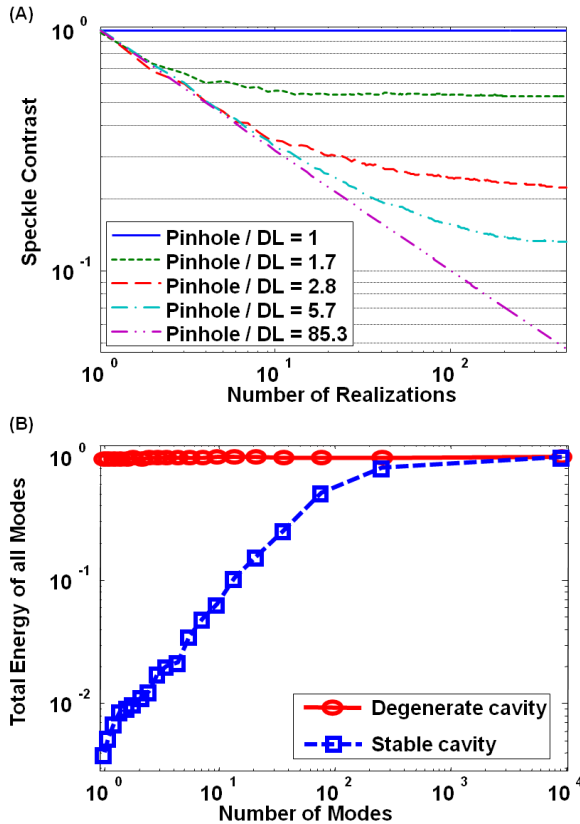 (A)
10^0
10^-1
Speckle Contrast
Pinhole / DL = 1
Pinhole / DL = 1.7
Pinhole / DL = 2.8
Pinhole / DL = 5.7
Pinhole / DL = 85.3
10^0 10^1 10^2
Number of Realizations
(B)
10^0
10^-1
10^-2
Total Energy of all Modes
Degenerate cavity
Stable cavity
10^0 10^1 10^2 10^3 10^4
Number of Modes